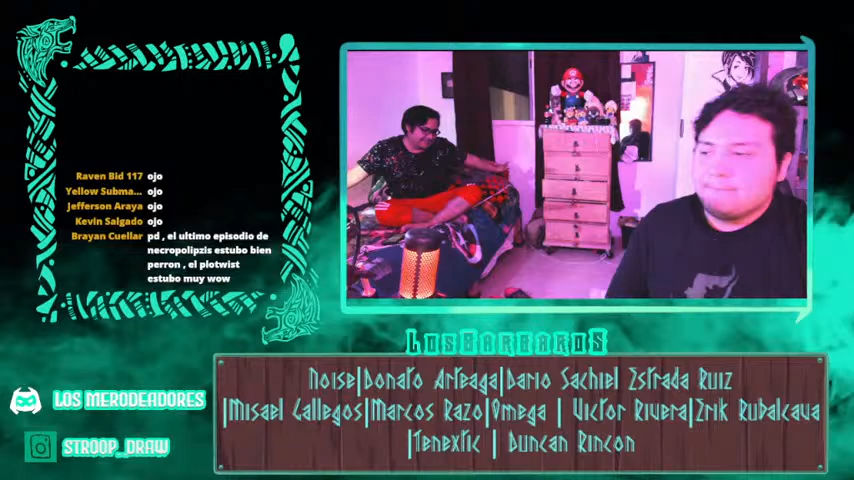 Raven Bid 117 ojo
Yellow Subma... ojo
Jefferson Araya ojo
Kevin Salgado ojo
Brayan Cuellar pd , el ultimo episodio de
necropolipzis estubo bien
perron , el plotwist
estubo muy wow
LOSBARBAROS
Noise|Donato Arteaga|Dario Sachiel Estrada Ruiz
|Misael Gallegos|Marcos Razo|Omega | Victor Rivera|Erik Rubalcava
|Tenextic | Duncan Rincon
LOS MERODEADORES
STROOP_DRAW